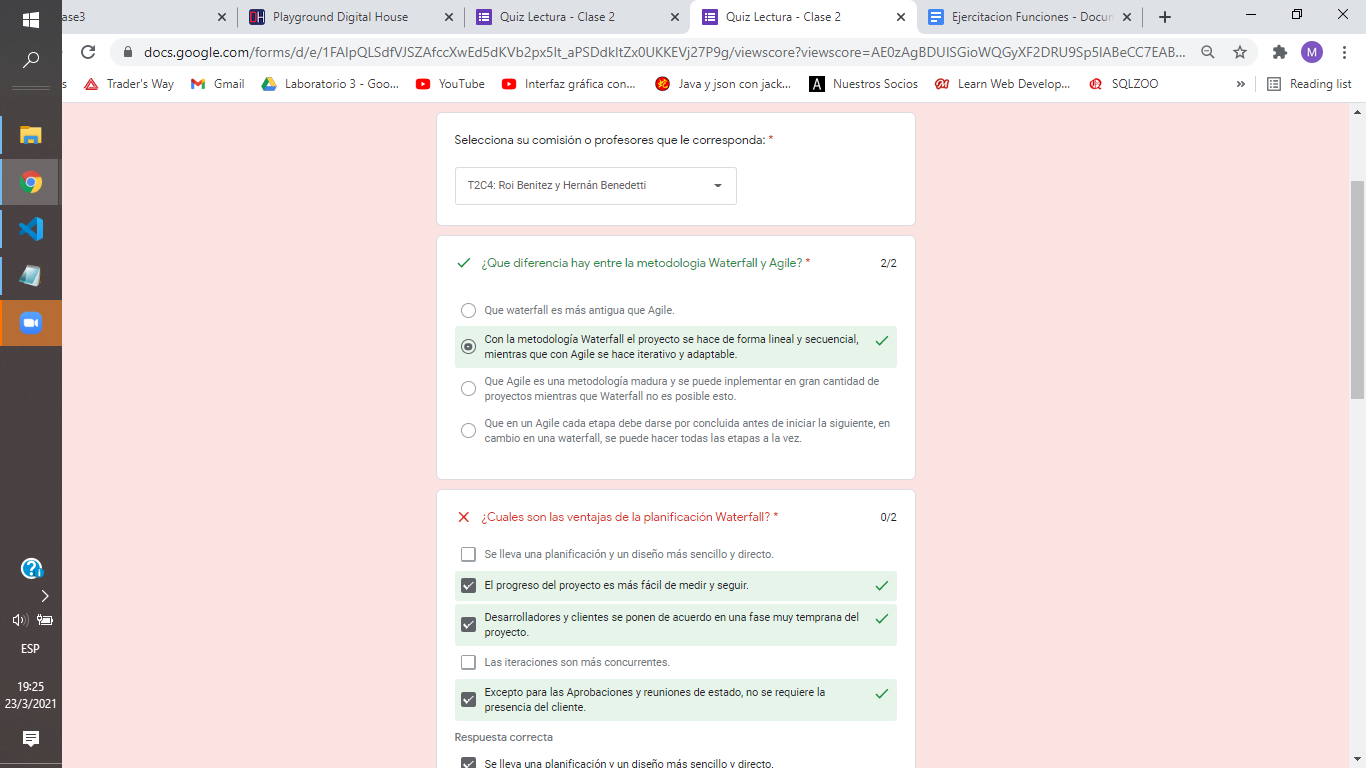 ase3
Playground Digital House
Quiz Lectura - Clase 2
Quiz Lectura - Clase 2
Ejercitacion Funciones - Docum
docs.google.com/forms/d/e/1FAIpQLSdfVJSZAfccXwEd5dKVb2px5It_aPSDdkItZx0UKKEVj27P9g/viewscore?viewscore=AE0zAgBDUISGioWQGyXF2DRU9Sp5IABeCC7EAB...
M
s
Trader's Way
Gmail
Laboratorio 3 - Goo...
YouTube
Interfaz gráfica con...
Java y json con jack...
A
Nuestros Socios
Learn Web Develop...
SQLZOO
»
Reading list
Selecciona su comisión o profesores que le corresponda: *
T2C4: Roi Benitez y Hernán Benedetti
¿Que diferencia hay entre la metodologia Waterfall y Agile? *
2/2
Que waterfall es más antigua que Agile.
Con la metodología Waterfall el proyecto se hace de forma lineal y secuencial,
mientras que con Agile se hace iterativo y adaptable.
Que Agile es una metodología madura y se puede inplementar en gran cantidad de
proyectos mientras que Waterfall no es posible esto.
Que en un Agile cada etapa debe darse por concluida antes de iniciar la siguiente, en
cambio en una waterfall, se puede hacer todas las etapas a la vez.
¿Cuales son las ventajas de la planificación Waterfall? *
0/2
Se lleva una planificación y un diseño más sencillo y directo.
El progreso del proyecto es más fácil de medir y seguir.
Desarrolladores y clientes se ponen de acuerdo en una fase muy temprana del
proyecto.
Las iteraciones son más concurrentes.
Excepto para las Aprobaciones y reuniones de estado, no se requiere la
presencia del cliente.
Respuesta correcta
Se lleva una planificación y un diseño más sencillo y directo.
ESP
19:25
23/3/2021